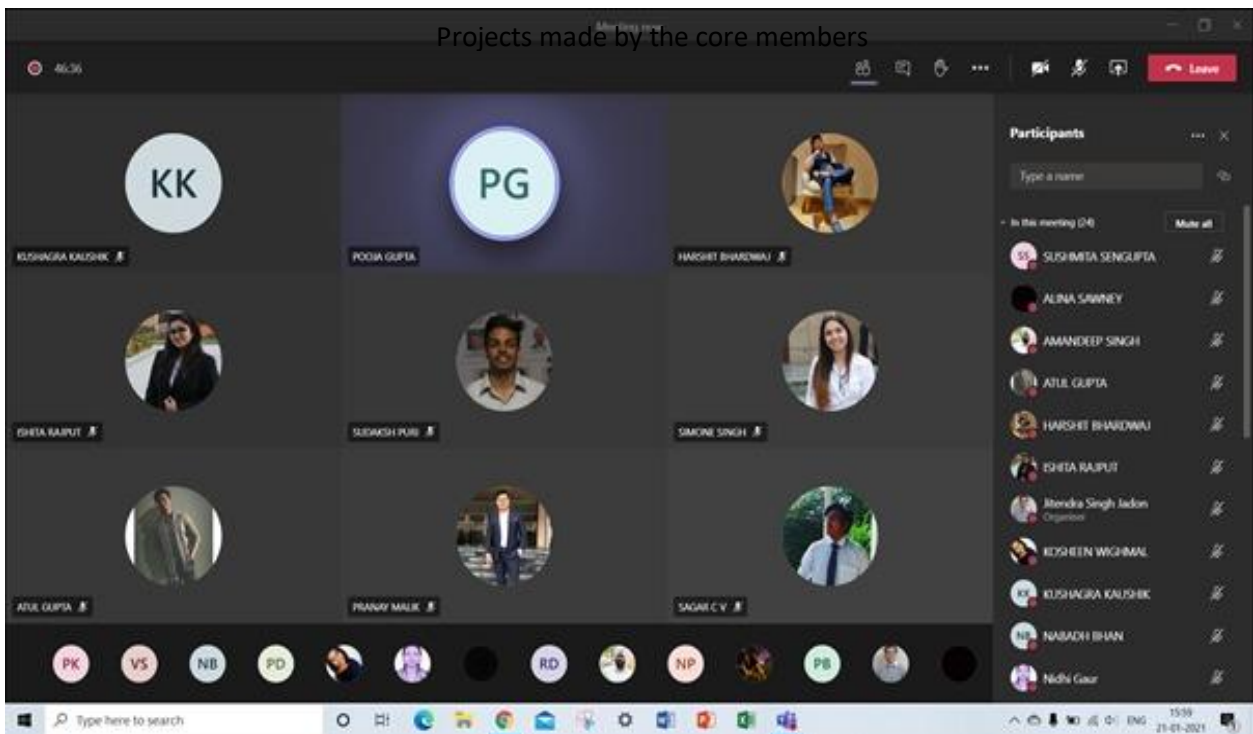 Meeting now
Projects made by the core members
46:36
Leave
KK
PG
KUSHAGRA KAUSHIK
POOJA GUPTA
HARSHIT BHARDWAJ
ISHITA RAJPUT
SUDAKSH PURI
SIMONE SINGH
ATUL GUPTA
PRANAY MALIK
SAGAR C V
PK
VS
NB
PD
RD
NP
PB
Participants
Type a name
In this meeting (24)
Mute all
SS
SUSHMITA SENGUPTA
ALINA SAWNEY
AMANDEEP SINGH
ATUL GUPTA
HARSHIT BHARDWAJ
ISHITA RAJPUT
Jitendra Singh Jadon
Organiser
KOSHEEN WIGHMAL
KK
KUSHAGRA KAUSHIK
NB
NABADH BHAN
Nidhi Gaur
Type here to search
ENG
15:59
21-01-2021